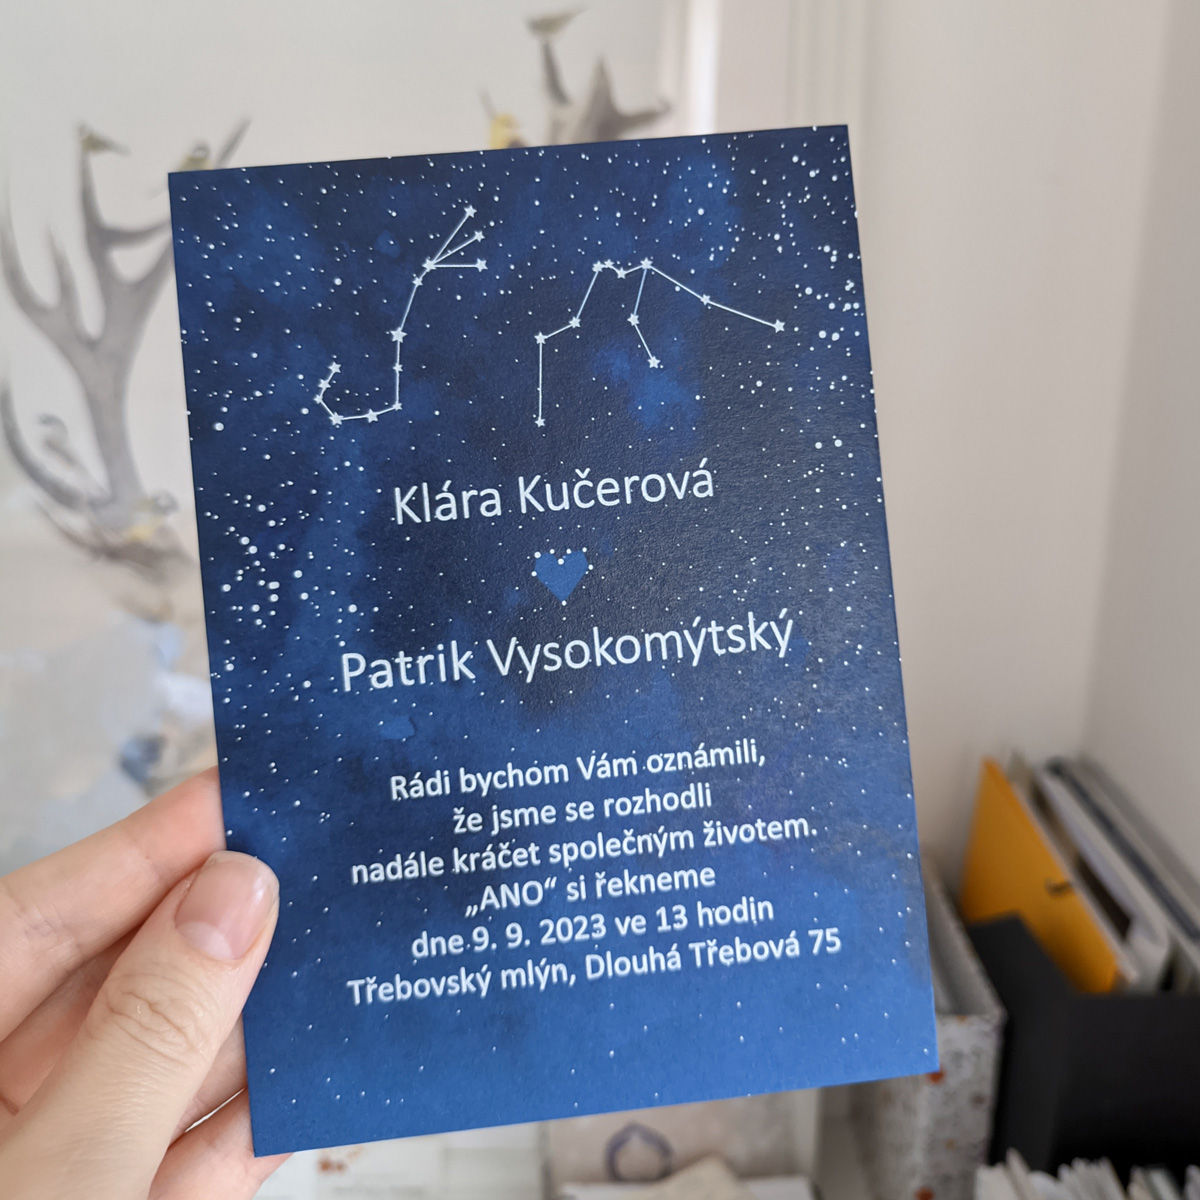 Klára Kučerová
Patrik Vysokomýtský
Rádi bychom Vám oznámili,
že jsme se rozhodli
nadále kráčet společným životem.
„ANO“ si řekneme
dne 9. 9. 2023 ve 13 hodin
Třebovský mlýn, Dlouhá Třebová 75